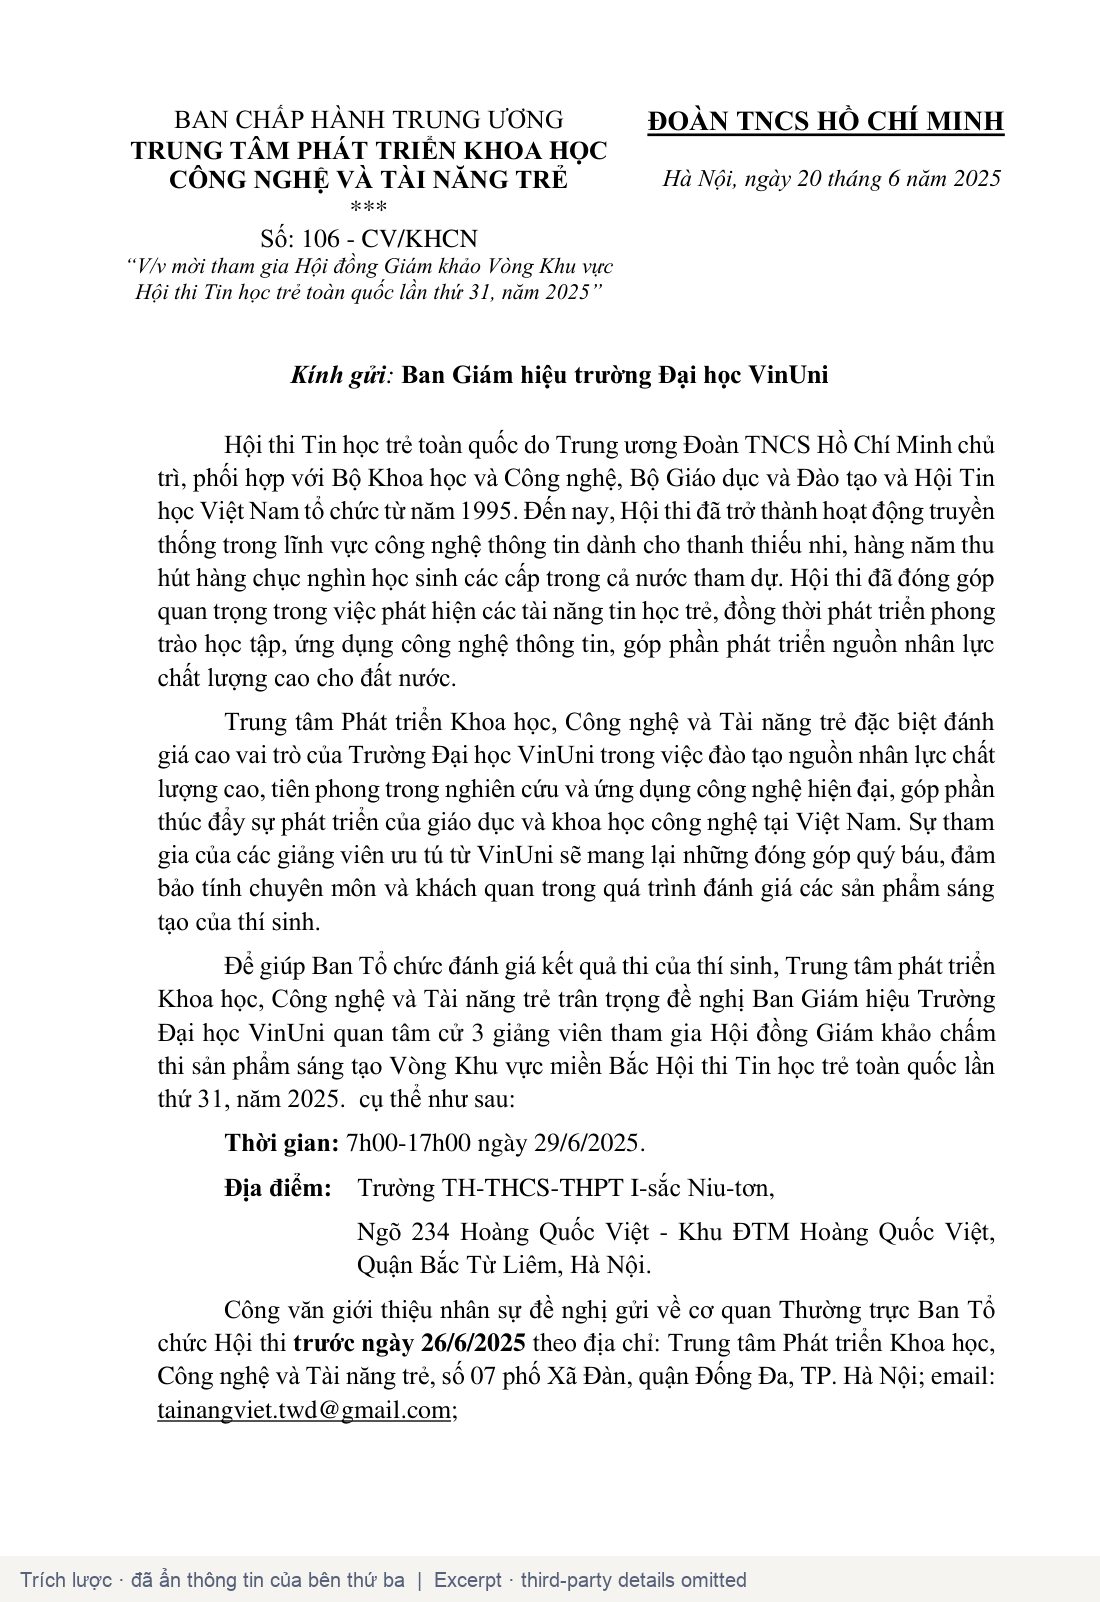 BAN CHẤP HÀNH TRUNG ƯƠNG
TRUNG TÂM PHÁT TRIỂN KHOA HỌC
CÔNG NGHỆ VÀ TÀI NĂNG TRẺ
***
Số: 106 - CV/KHCN
“V/v mời tham gia Hội đồng Giám khảo Vòng Khu vực
Hội thi Tin học trẻ toàn quốc lần thứ 31, năm 2025”
ĐOÀN TNCS HỒ CHÍ MINH
Hà Nội, ngày 20 tháng 6 năm 2025
Kính gửi: Ban Giám hiệu trường Đại học VinUni
Hội thi Tin học trẻ toàn quốc do Trung ương Đoàn TNCS Hồ Chí Minh chủ
trì, phối hợp với Bộ Khoa học và Công nghệ, Bộ Giáo dục và Đào tạo và Hội Tin
học Việt Nam tổ chức từ năm 1995. Đến nay, Hội thi đã trở thành hoạt động truyền
thống trong lĩnh vực công nghệ thông tin dành cho thanh thiếu nhi, hàng năm thu
hút hàng chục nghìn học sinh các cấp trong cả nước tham dự. Hội thi đã đóng góp
quan trọng trong việc phát hiện các tài năng tin học trẻ, đồng thời phát triển phong
trào học tập, ứng dụng công nghệ thông tin, góp phần phát triển nguồn nhân lực
chất lượng cao cho đất nước.
Trung tâm Phát triển Khoa học, Công nghệ và Tài năng trẻ đặc biệt đánh
giá cao vai trò của Trường Đại học VinUni trong việc đào tạo nguồn nhân lực chất
lượng cao, tiên phong trong nghiên cứu và ứng dụng công nghệ hiện đại, góp phần
thúc đẩy sự phát triển của giáo dục và khoa học công nghệ tại Việt Nam. Sự tham
gia của các giảng viên ưu tú từ VinUni sẽ mang lại những đóng góp quý báu, đảm
bảo tính chuyên môn và khách quan trong quá trình đánh giá các sản phẩm sáng
tạo của thí sinh.
Để giúp Ban Tổ chức đánh giá kết quả thi của thí sinh, Trung tâm phát triển
Khoa học, Công nghệ và Tài năng trẻ trân trọng đề nghị Ban Giám hiệu Trường
Đại học VinUni quan tâm cử 3 giảng viên tham gia Hội đồng Giám khảo chấm
thi sản phẩm sáng tạo Vòng Khu vực miền Bắc Hội thi Tin học trẻ toàn quốc lần
thứ 31, năm 2025.  cụ thể như sau:
Thời gian: 7h00-17h00 ngày 29/6/2025.
Địa điểm: Trường TH-THCS-THPT I-sắc Niu-tơn,
Ngõ 234 Hoàng Quốc Việt - Khu ĐTM Hoàng Quốc Việt,
Quận Bắc Từ Liêm, Hà Nội.
Công văn giới thiệu nhân sự đề nghị gửi về cơ quan Thường trực Ban Tổ
chức Hội thi trước ngày 26/6/2025 theo địa chỉ: Trung tâm Phát triển Khoa học,
Công nghệ và Tài năng trẻ, số 07 phố Xã Đàn, quận Đống Đa, TP. Hà Nội; email:
tainangviet.twd@gmail.com;
Trích lược · đã ẩn thông tin của bên thứ ba | Excerpt · third-party details omitted